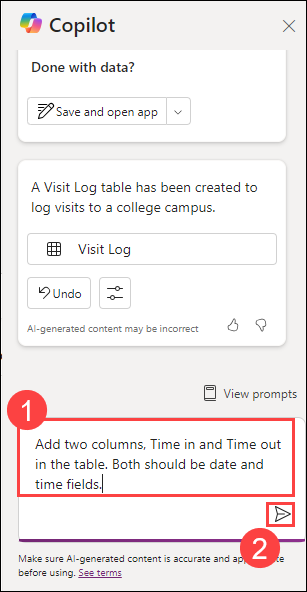 Copilot
Done with data?
Save and open app
A Visit Log table has been created to
log visits to a college campus.
Visit Log
Undo
AI-generated content may be incorrect
View prompts
1
Add two columns, Time in and Time out
in the table. Both should be date and
time fields.
2
Make sure AI-generated content is accurate and app
before using. See terms